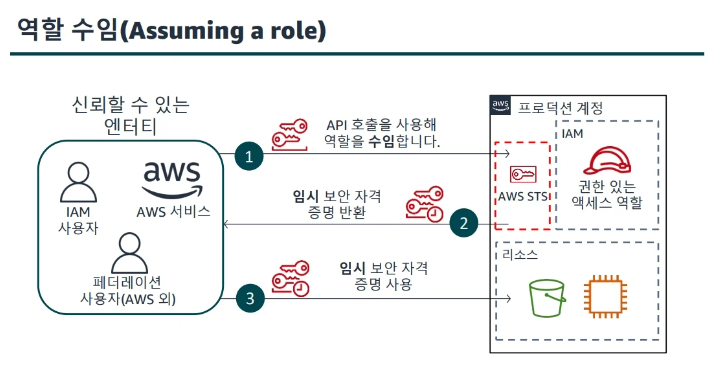 역할 수임(Assuming a role)
신뢰할 수 있는
엔터티
IAM
사용자
aws
AWS 서비스
페더레이션
사용자(AWS 외)
1
API 호출을 사용해
역할을 수임합니다.
2
임시 보안 자격
증명 반환
3
임시 보안 자격
증명 사용
aws
프로덕션 계정
AWS STS
IAM
권한 있는
액세스 역할
리소스